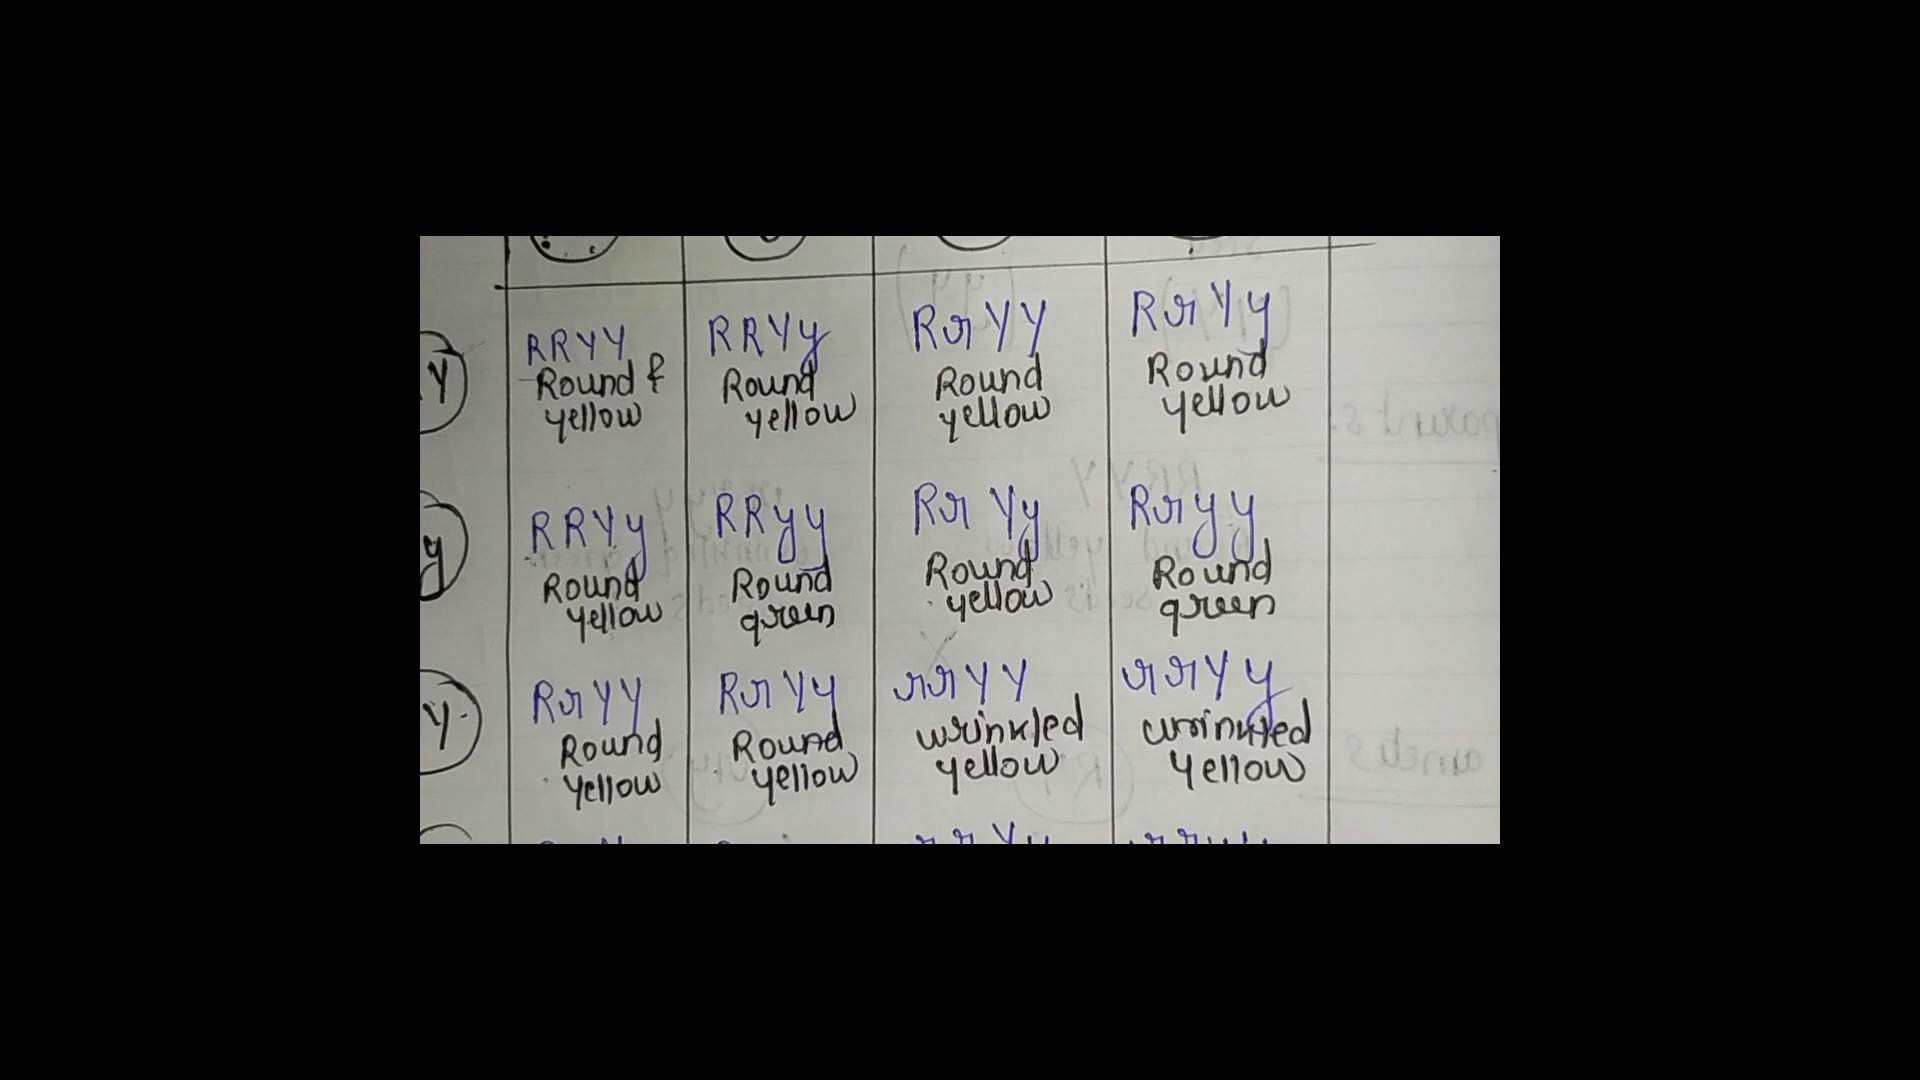 RRYY RRYy RrYY RrYy
Y Round & Round Round Round
yellow yellow yellow yellow
RRYy RRyy RrYy Rryy
y Round Round Round Round
yellow green yellow green
RrYY RrYy rrYY rrYy
Y Round Round wrinkled wrinkled
yellow yellow yellow yellow
rrYy